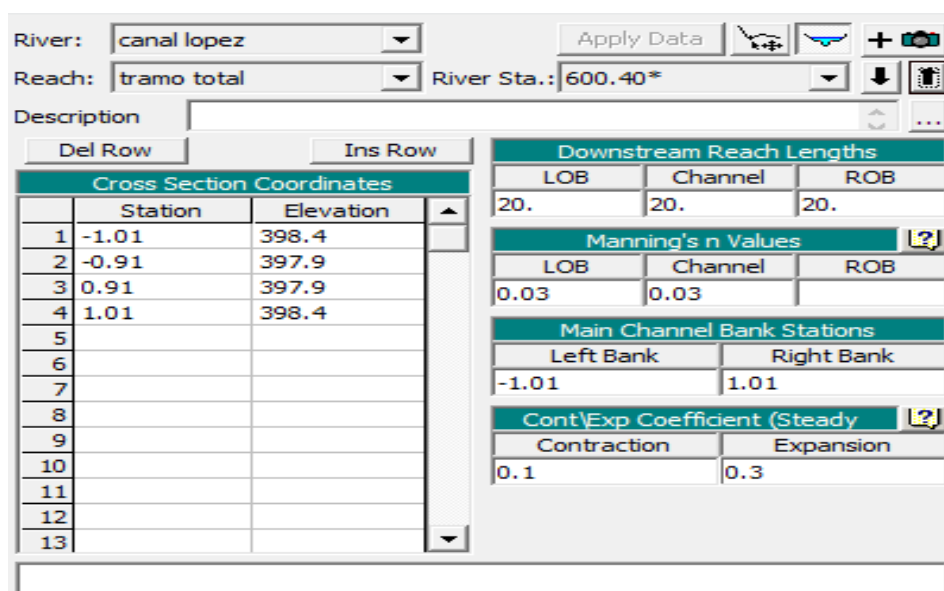 River: canal lopez Apply Data +
Reach: tramo total River Sta.: 600.40*
Description ...
Del Row Ins Row
Cross Section Coordinates
Station Elevation
1 -1.01 398.4
2 -0.91 397.9
3 0.91 397.9
4 1.01 398.4
5
6
7
8
9
10
11
12
13
Downstream Reach Lengths
LOB Channel ROB
20. 20. 20.
Manning's n Values ?
LOB Channel ROB
0.03 0.03
Main Channel Bank Stations
Left Bank Right Bank
-1.01 1.01
Cont\Exp Coefficient (Steady ?
Contraction Expansion
0.1 0.3